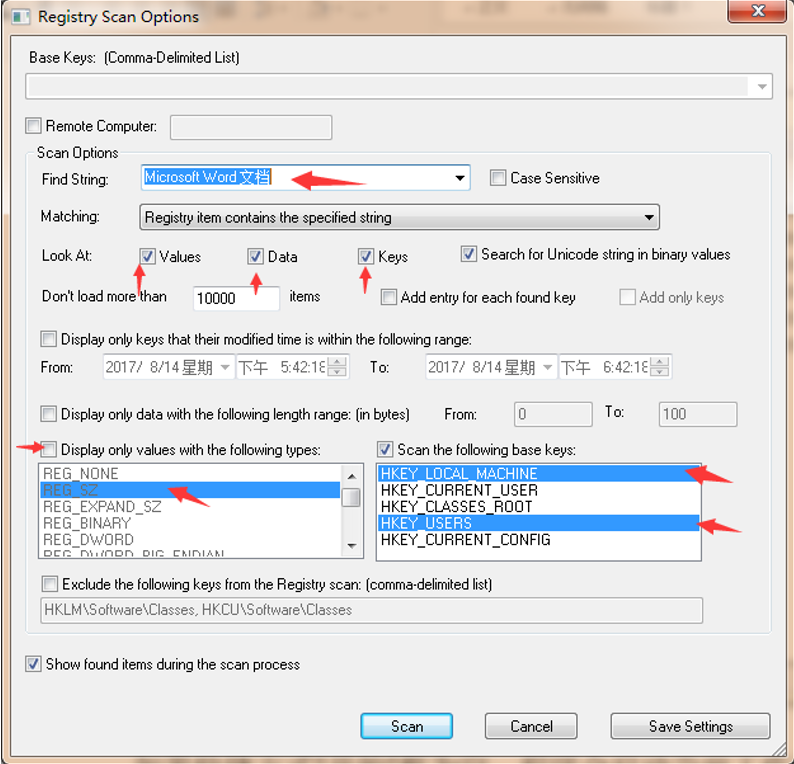 Registry Scan Options
Base Keys: (Comma-Delimited List)
Remote Computer:
Scan Options
Find String: Microsoft Word 文档 Case Sensitive
Matching: Registry item contains the specified string
Look At: Values Data Keys Search for Unicode string in binary values
Don't load more than 10000 items Add entry for each found key Add only keys
Display only keys that their modified time is within the following range:
From: 2017/ 8/14 星期 下午 5:42:18 To: 2017/ 8/14 星期 下午 6:42:18
Display only data with the following length range: (in bytes) From: 0 To: 100
Display only values with the following types: Scan the following base keys:
REG_NONE HKEY_LOCAL_MACHINE
REG_SZ HKEY_CURRENT_USER
REG_EXPAND_SZ HKEY_CLASSES_ROOT
REG_BINARY HKEY_USERS
REG_DWORD HKEY_CURRENT_CONFIG
REG_DWORD_BIG_ENDIAN
Exclude the following keys from the Registry scan: (comma-delimited list)
HKLM\Software\Classes, HKCU\Software\Classes
Show found items during the scan process
Scan Cancel Save Settings